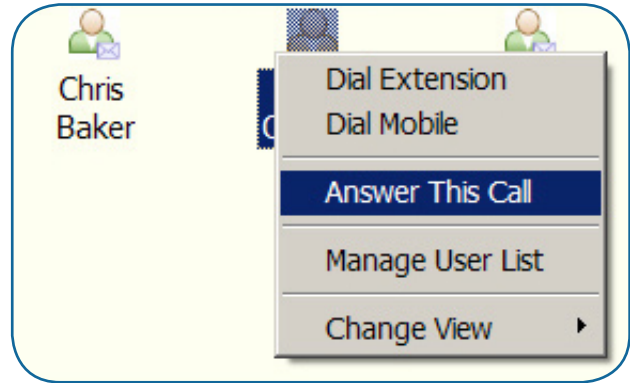 Chris
Baker
Dial Extension
Dial Mobile
Answer This Call
Manage User List
Change View